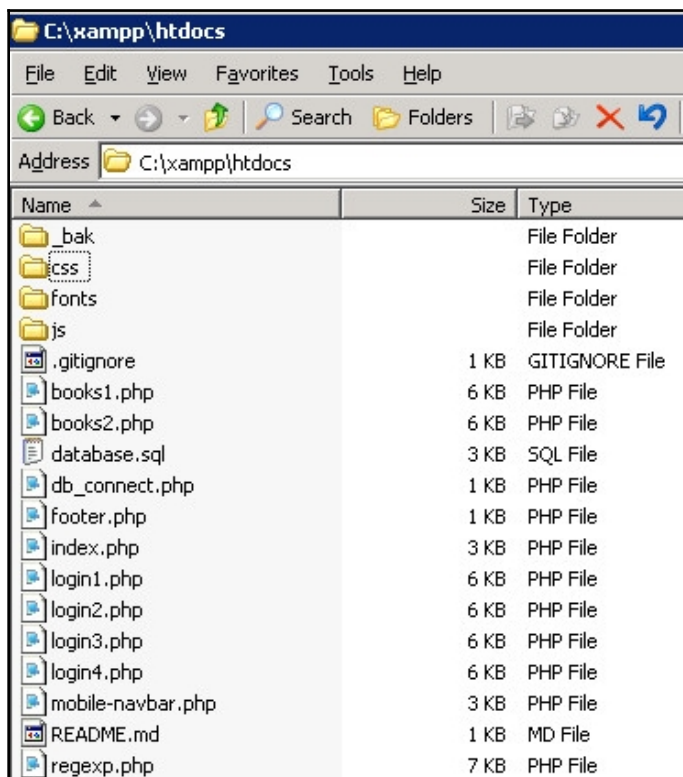 C:\xampp\htdocs
File Edit View Favorites Tools Help
Back Search Folders
Address C:\xampp\htdocs
Name Size Type
_bak File Folder
css File Folder
fonts File Folder
js File Folder
.gitignore 1 KB GITIGNORE File
books1.php 6 KB PHP File
books2.php 6 KB PHP File
database.sql 3 KB SQL File
db_connect.php 1 KB PHP File
footer.php 1 KB PHP File
index.php 3 KB PHP File
login1.php 6 KB PHP File
login2.php 6 KB PHP File
login3.php 6 KB PHP File
login4.php 6 KB PHP File
mobile-navbar.php 3 KB PHP File
README.md 1 KB MD File
regexp.php 7 KB PHP File